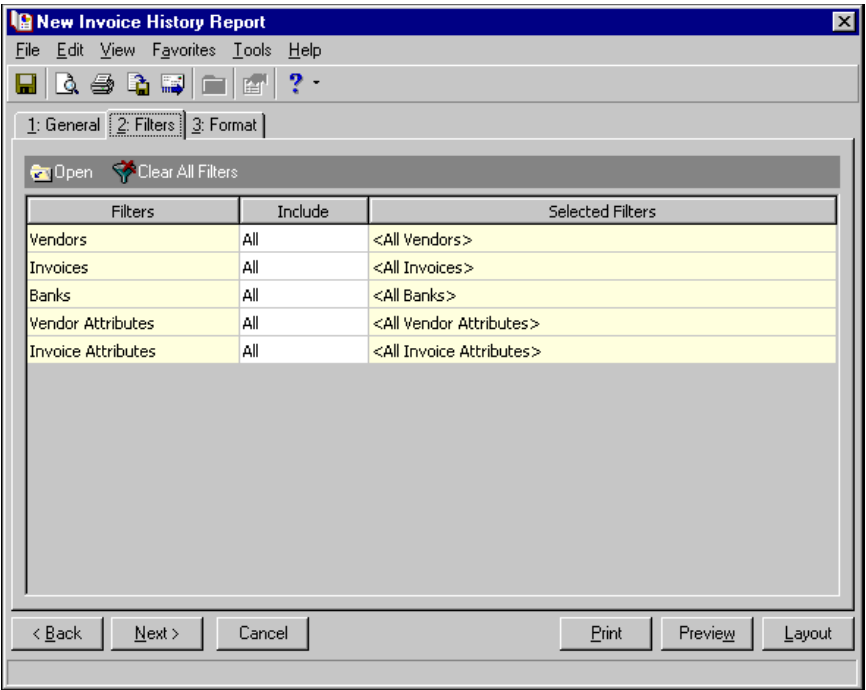 New Invoice History Report
File Edit View Favorites Tools Help
?
1: General 2: Filters 3: Format
Open Clear All Filters
Filters Include Selected Filters
Vendors All <All Vendors>
Invoices All <All Invoices>
Banks All <All Banks>
Vendor Attributes All <All Vendor Attributes>
Invoice Attributes All <All Invoice Attributes>
< Back Next > Cancel Print Preview Layout